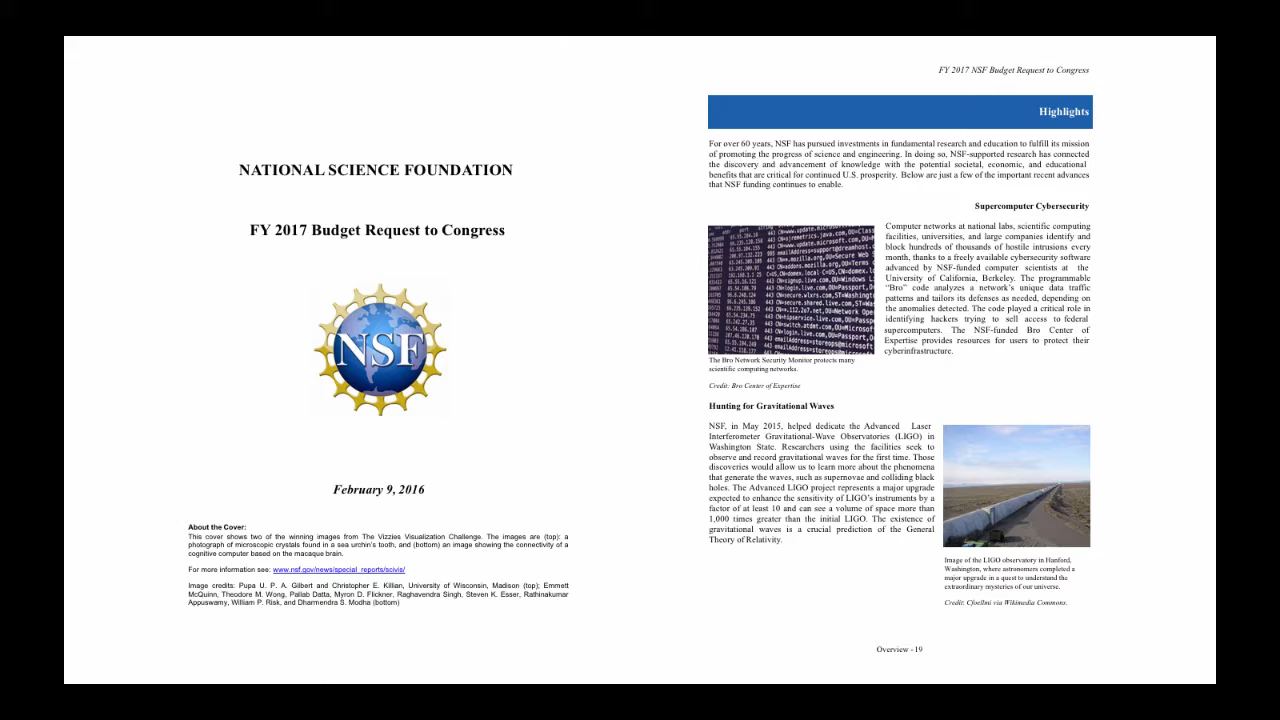 NATIONAL SCIENCE FOUNDATION
FY 2017 Budget Request to Congress
NSF
February 9, 2016
About the Cover:
This cover shows two of the winning images from The Vizzies Visualization Challenge. The images are (top): a
photograph of microscopic crystals found in a sea urchin's tooth, and (bottom) an image showing the connectivity of a
cognitive computer based on the macaque brain.
For more information see: www.nsf.gov/news/special_reports/scivis/
Image credits: Pupa U. P. A. Gilbert and Christopher E. Killian, University of Wisconsin, Madison (top); Emmett
McQuinn, Theodore M. Wong, Pallab Datta, Myron D. Flickner, Raghavendra Singh, Steven K. Esser, Rathinakumar
Appuswamy, William P. Risk, and Dharmendra S. Modha (bottom)
FY 2017 NSF Budget Request to Congress
Highlights
For over 60 years, NSF has pursued investments in fundamental research and education to fulfill its mission
of promoting the progress of science and engineering. In doing so, NSF-supported research has connected
the discovery and advancement of knowledge with the potential societal, economic, and educational
benefits that are critical for continued U.S. prosperity. Below are just a few of the important recent advances
that NSF funding continues to enable.
Supercomputer Cybersecurity
Computer networks at national labs, scientific computing
facilities, universities, and large companies identify and
block hundreds of thousands of hostile intrusions every
month, thanks to a freely available cybersecurity software
advanced by NSF-funded computer scientists at the
University of California, Berkeley. The programmable
"Bro" code analyzes a network's unique data traffic
patterns and tailors its defenses as needed, depending on
the anomalies detected. The code played a critical role in
identifying hackers trying to sell access to federal
supercomputers. The NSF-funded Bro Center of
Expertise provides resources for users to protect their
cyberinfrastructure.
The Bro Network Security Monitor protects many
scientific computing networks.
Credit: Bro Center of Expertise
Hunting for Gravitational Waves
NSF, in May 2015, helped dedicate the Advanced Laser
Interferometer Gravitational-Wave Observatories (LIGO) in
Washington State. Researchers using the facilities seek to
observe and record gravitational waves for the first time. Those
discoveries would allow us to learn more about the phenomena
that generate the waves, such as supernovae and colliding black
holes. The Advanced LIGO project represents a major upgrade
expected to enhance the sensitivity of LIGO's instruments by a
factor of at least 10 and can see a volume of space more than
1,000 times greater than the initial LIGO. The existence of
gravitational waves is a crucial prediction of the General
Theory of Relativity.
Image of the LIGO observatory in Hanford,
Washington, where astronomers completed a
major upgrade in a quest to understand the
extraordinary mysteries of our universe.
Credit: Cfoellmi via Wikimedia Commons.
Overview - 19